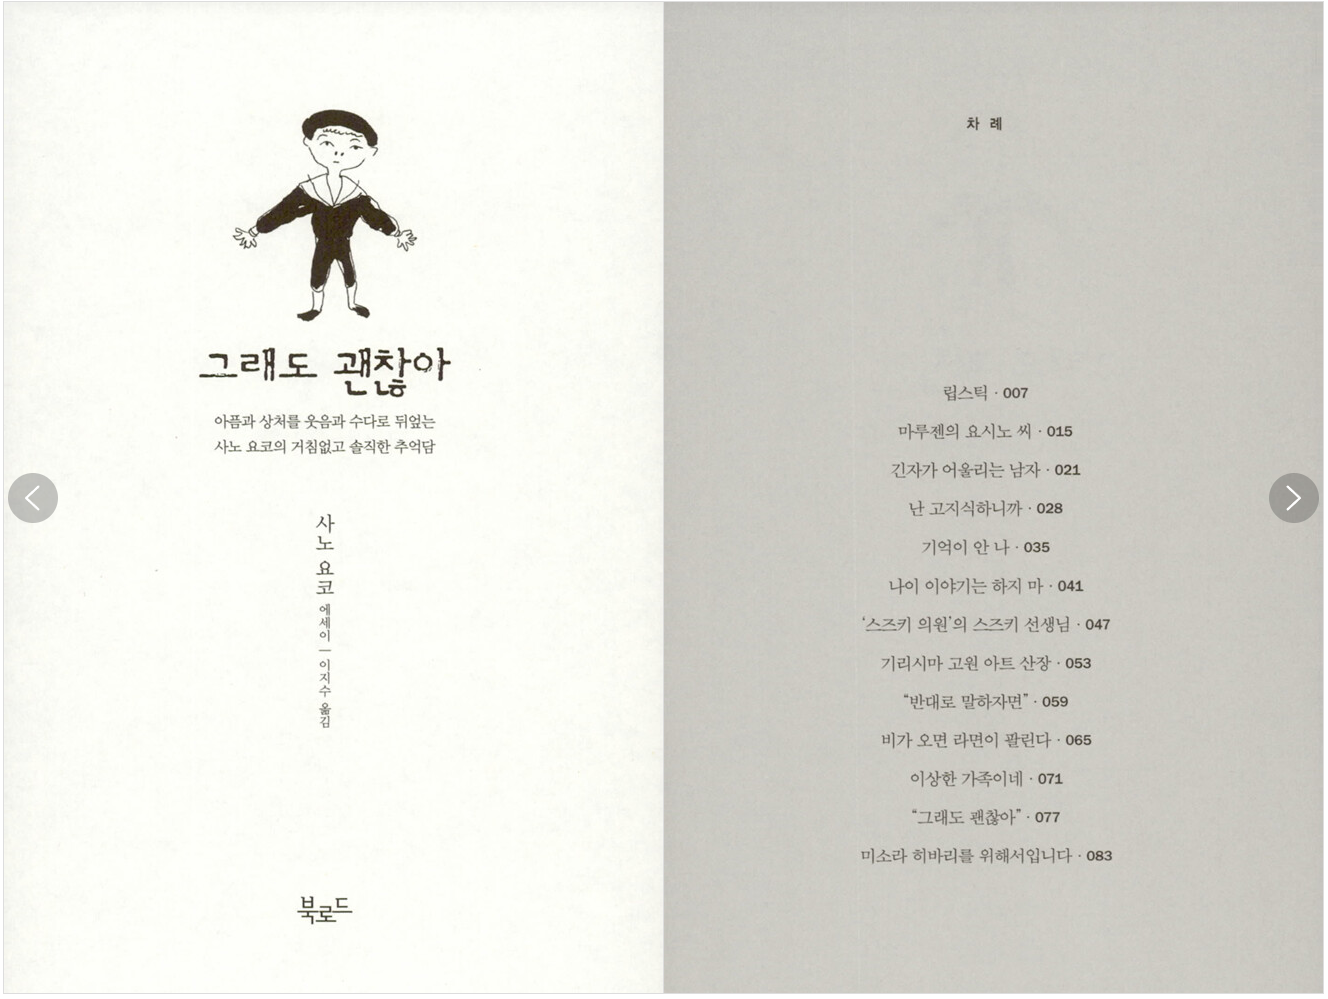 그래도 괜찮아
아픔과 상처를 웃음과 수다로 뒤엎는
사노 요코의 거침없고 솔직한 추억담
사노 요코 에세이 | 이지수 옮김
북로드
차 례
립스틱 · 007
마루젠의 요시노 씨 · 015
긴자가 어울리는 남자 · 021
난 고지식하니까 · 028
기억이 안 나 · 035
나이 이야기는 하지 마 · 041
‘스즈키 의원’의 스즈키 선생님 · 047
기리시마 고원 아트 산장 · 053
“반대로 말하자면” · 059
비가 오면 라면이 팔린다 · 065
이상한 가족이네 · 071
“그래도 괜찮아” · 077
미소라 히바리를 위해서입니다 · 083